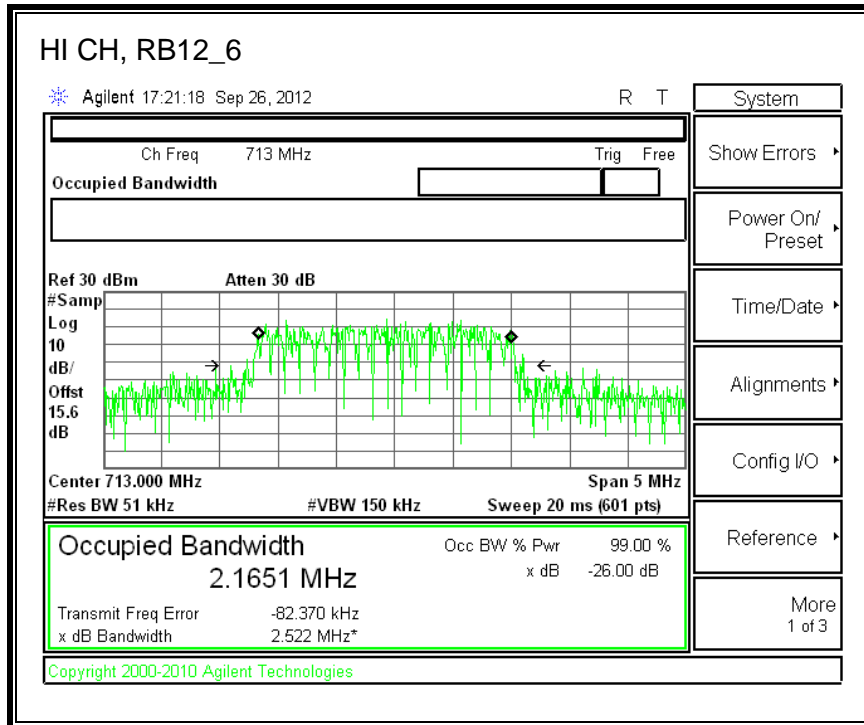 HI CH, RB12_6
Agilent 17:21:18 Sep 26, 2012 R T
System
Ch Freq 713 MHz Trig Free
Show Errors
Occupied Bandwidth
Power On/
Preset
Ref 30 dBm Atten 30 dB
#Samp
Log
10
dB/
Offst
15.6
dB
Time/Date
Alignments
Config I/O
Center 713.000 MHz Span 5 MHz
#Res BW 51 kHz #VBW 150 kHz Sweep 20 ms (601 pts)
Occupied Bandwidth Occ BW % Pwr 99.00 %
2.1651 MHz x dB -26.00 dB
Reference
Transmit Freq Error -82.370 kHz
x dB Bandwidth 2.522 MHz*
More
1 of 3
Copyright 2000-2010 Agilent Technologies